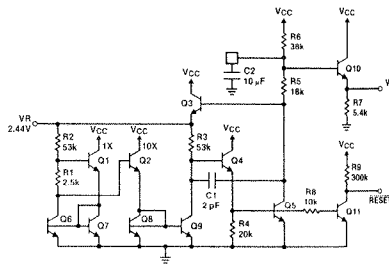 VCC
VCC
R6
38k
Q10
C2
10 µF
VCC
R5
16k
V
VR
2.44V
Q3
R7
5.4k
VCC
VCC
R2
53k
1X
10X
R3
53k
VCC
R9
300k
Q1
Q2
Q4
R1
2.5k
C1
2 pF
R8
10k
RESET
Q6
Q7
Q8
Q9
R4
20k
Q5
Q11